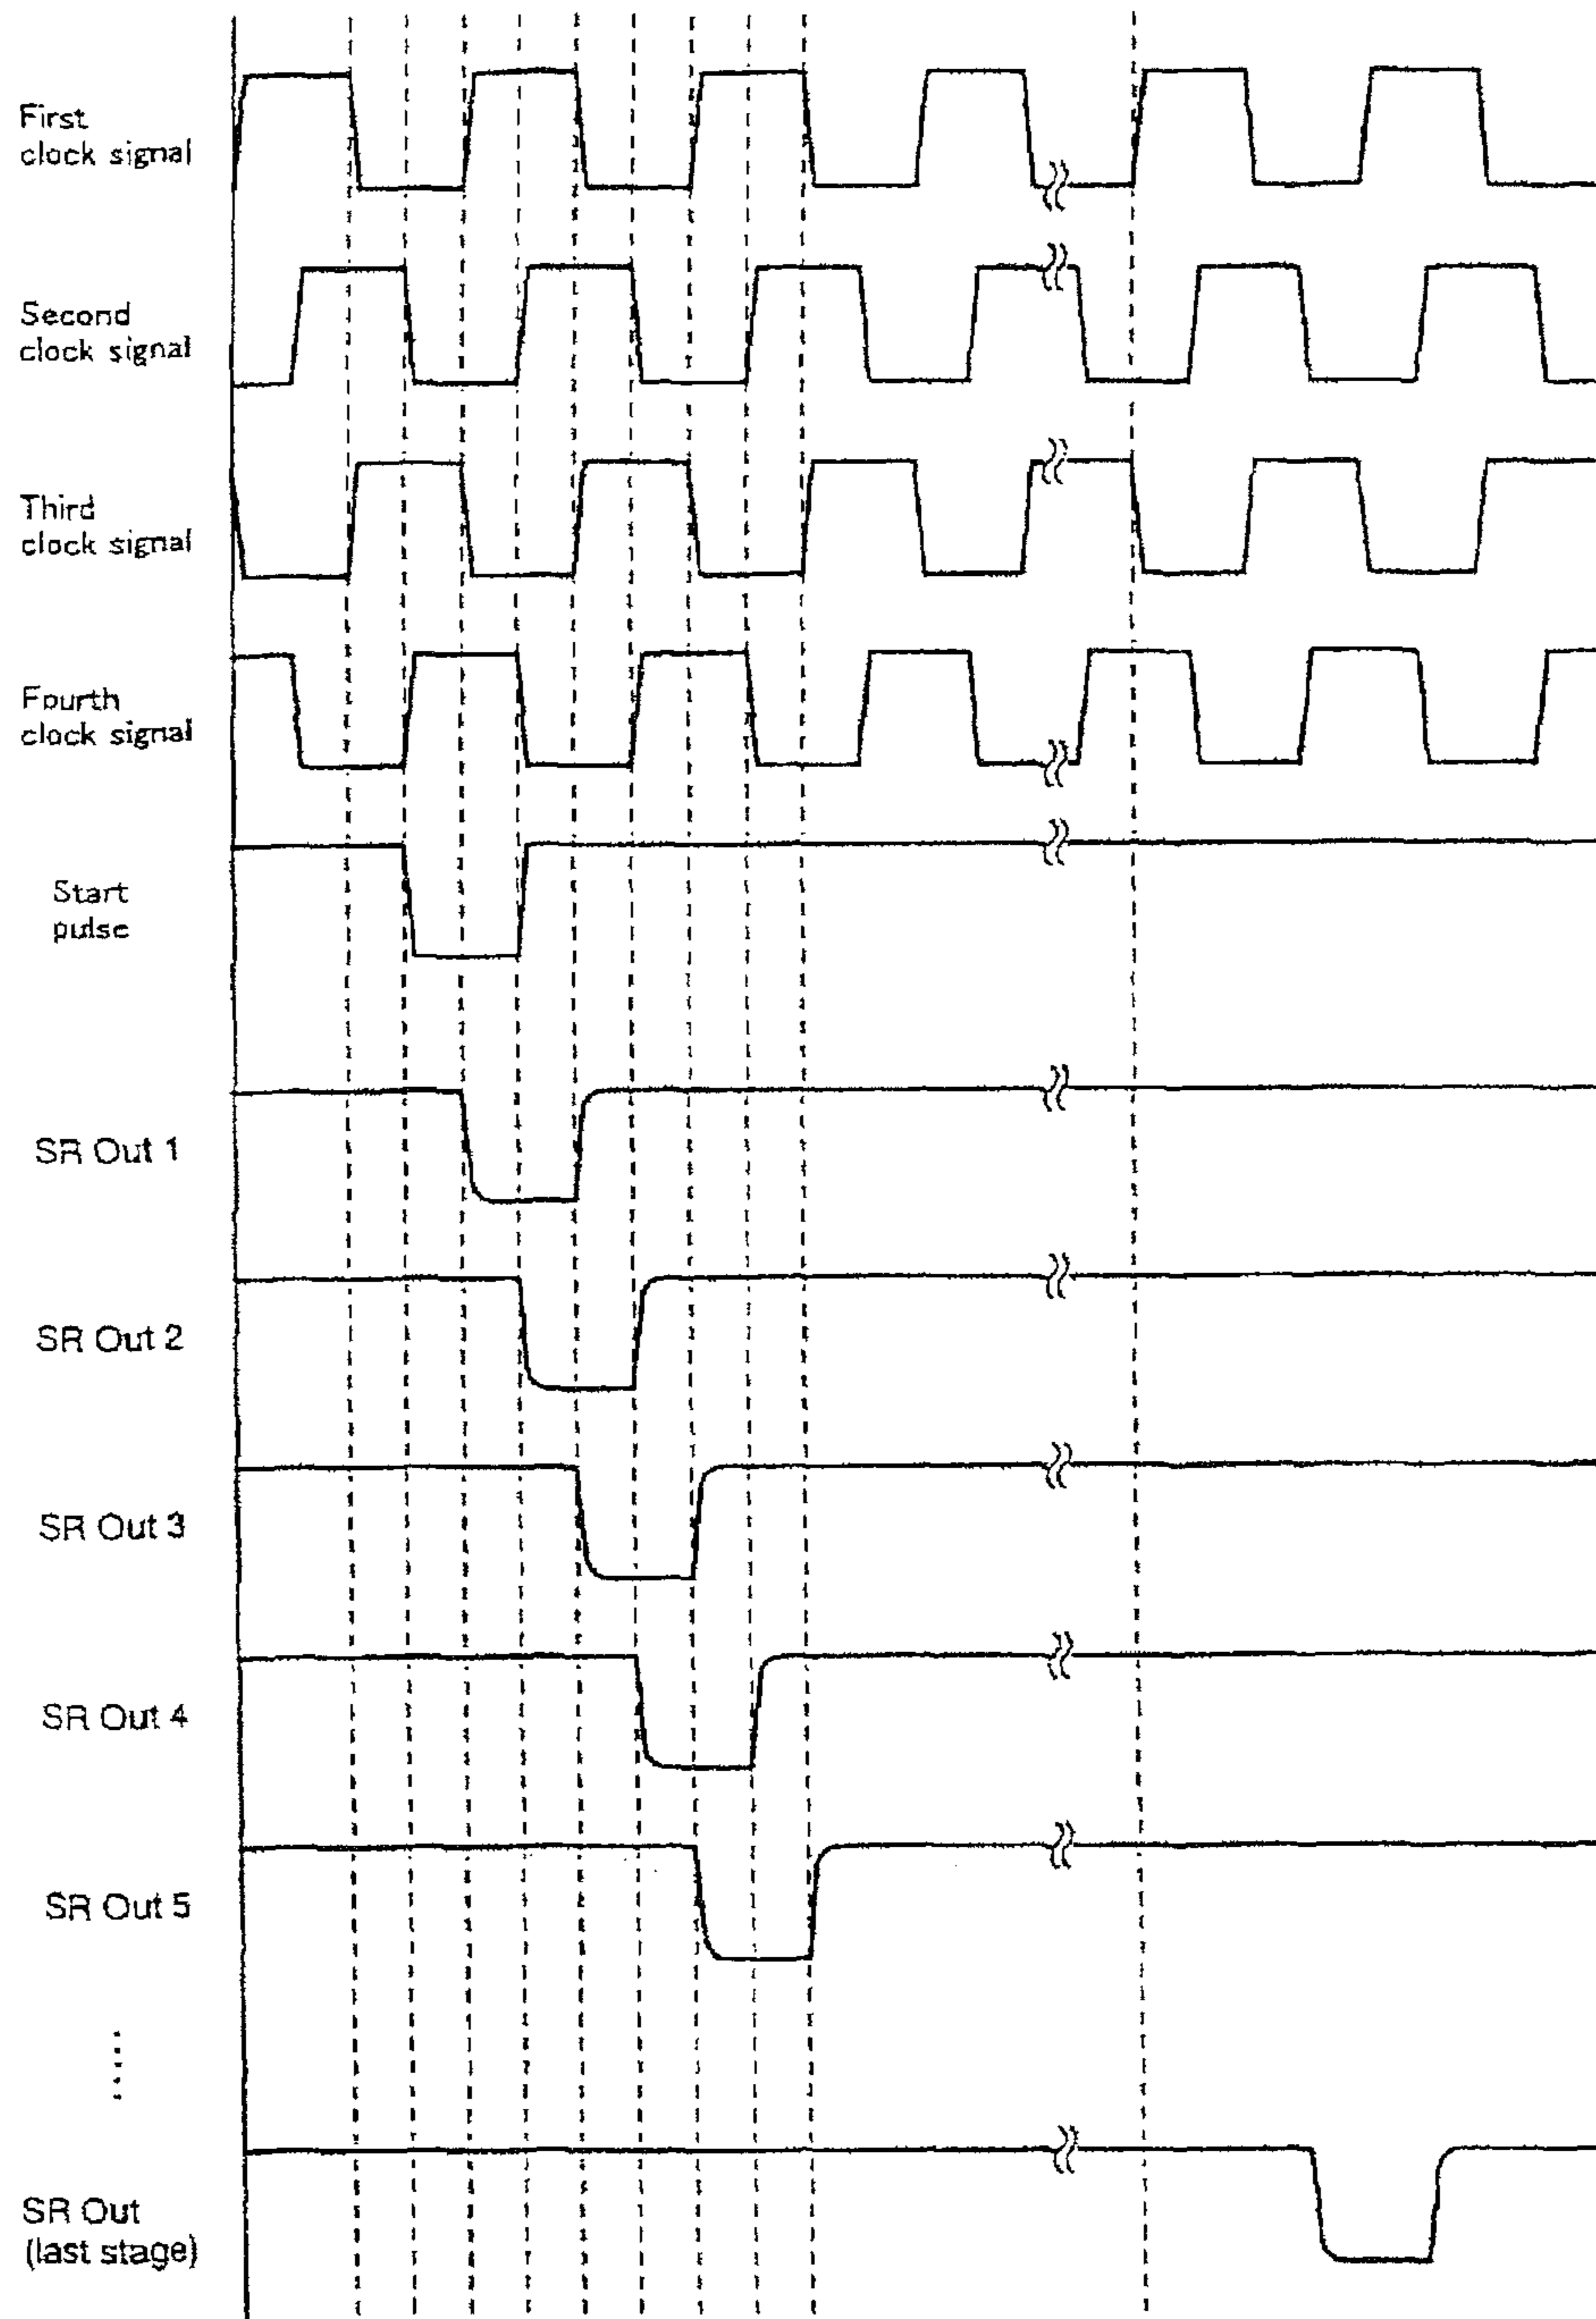 First
clock signal
Second
clock signal
Third
clock signal
Fourth
clock signal
Start
pulse
SR Out 1
SR Out 2
SR Out 3
SR Out 4
SR Out 5
SR Out
(last stage)